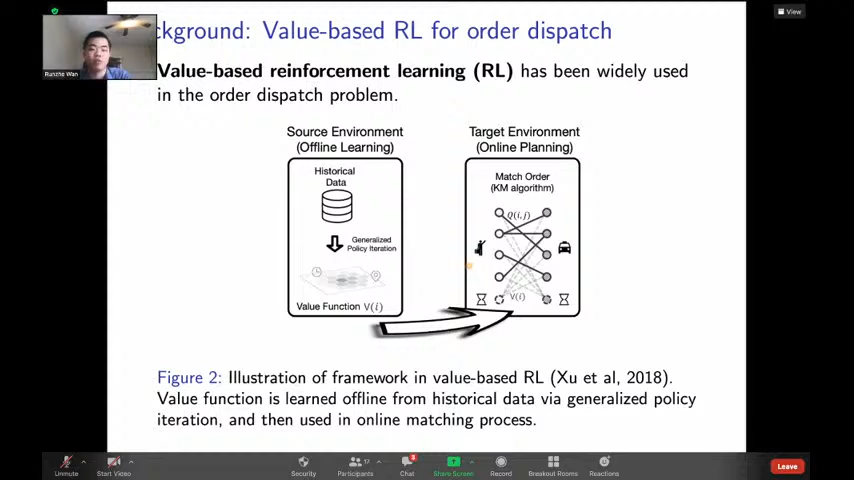 View
ckground: Value-based RL for order dispatch
Runzhe Wan
Value-based reinforcement learning (RL) has been widely used
in the order dispatch problem.
Source Environment
(Offline Learning)
Historical
Data
Generalized
Policy Iteration
Value Function V(i)
Target Environment
(Online Planning)
Match Order
(KM algorithm)
Q(i,j)
V(i)
Figure 2: Illustration of framework in value-based RL (Xu et al, 2018).
Value function is learned offline from historical data via generalized policy
iteration, and then used in online matching process.
Unmute
Start Video
Security
17
Participants
3
Chat
Share Screen
Record
Breakout Rooms
Reactions
Leave